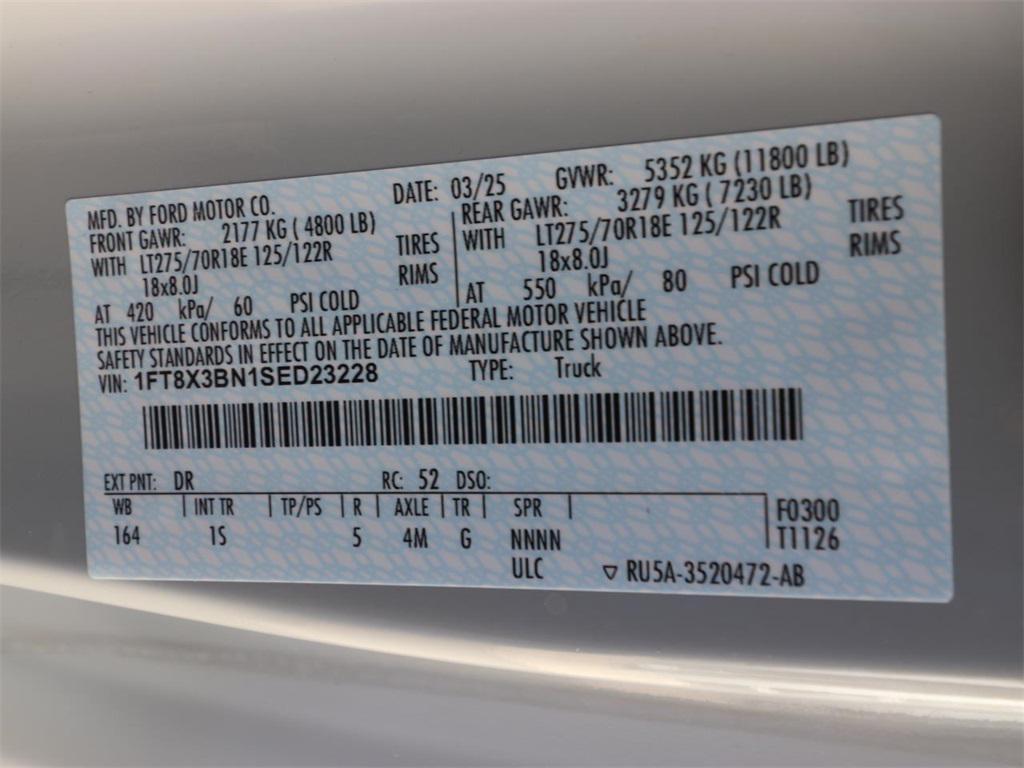 MFD. BY FORD MOTOR CO. DATE: 03/25 GVWR: 5352 KG (11800 LB)
FRONT GAWR: 2177 KG ( 4800 LB) REAR GAWR: 3279 KG ( 7230 LB)
WITH LT275/70R18E 125/122R TIRES WITH LT275/70R18E 125/122R TIRES
18x8.0J RIMS 18x8.0J RIMS
AT 420 kPa/ 60 PSI COLD AT 550 kPa/ 80 PSI COLD
THIS VEHICLE CONFORMS TO ALL APPLICABLE FEDERAL MOTOR VEHICLE
SAFETY STANDARDS IN EFFECT ON THE DATE OF MANUFACTURE SHOWN ABOVE.
VIN: 1FT8X3BN1SED23228 TYPE: Truck
EXT PNT: DR RC: 52 DSO:
WB INT TR TP/PS R AXLE TR SPR F0300
164 1S 5 4M G NNNN T1126
ULC ▽ RU5A-3520472-AB